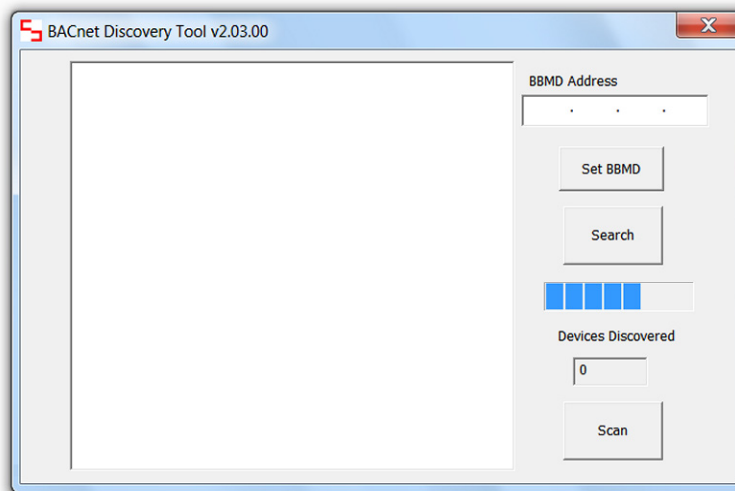 BACnet Discovery Tool v2.03.00
BBMD Address
. . .
Set BBMD
Search
Devices Discovered
0
Scan